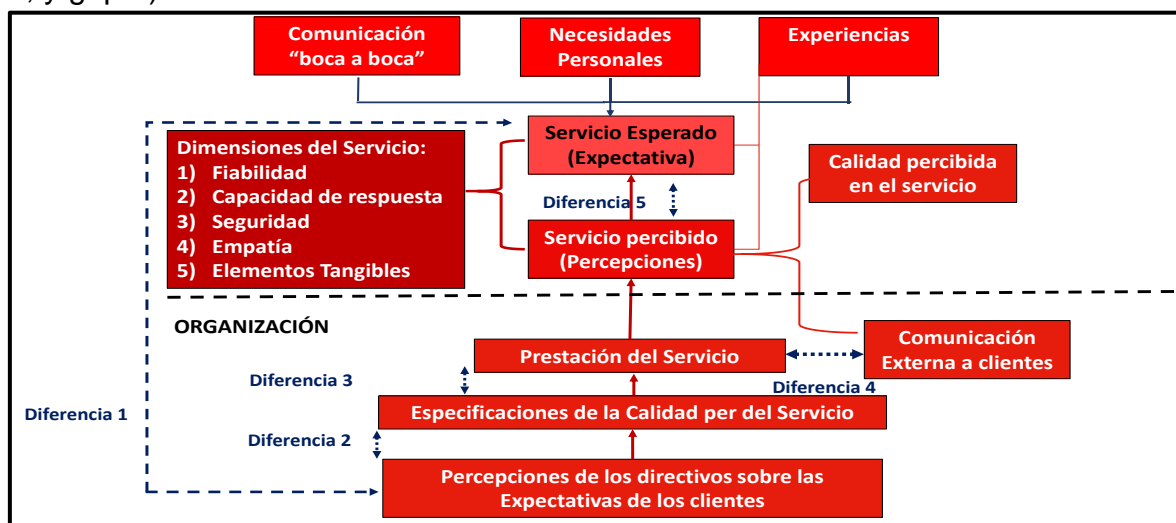 Comunicación
“boca a boca”
Necesidades
Personales
Experiencias
Servicio Esperado
(Expectativa)
Dimensiones del Servicio:
1) Fiabilidad
2) Capacidad de respuesta
3) Seguridad
4) Empatía
5) Elementos Tangibles
Calidad percibida
en el servicio
Diferencia 5
Servicio percibido
(Percepciones)
ORGANIZACIÓN
Comunicación
Externa a clientes
Prestación del Servicio
Diferencia 3
Diferencia 4
Diferencia 1
Especificaciones de la Calidad per del Servicio
Diferencia 2
Percepciones de los directivos sobre las
Expectativas de los clientes